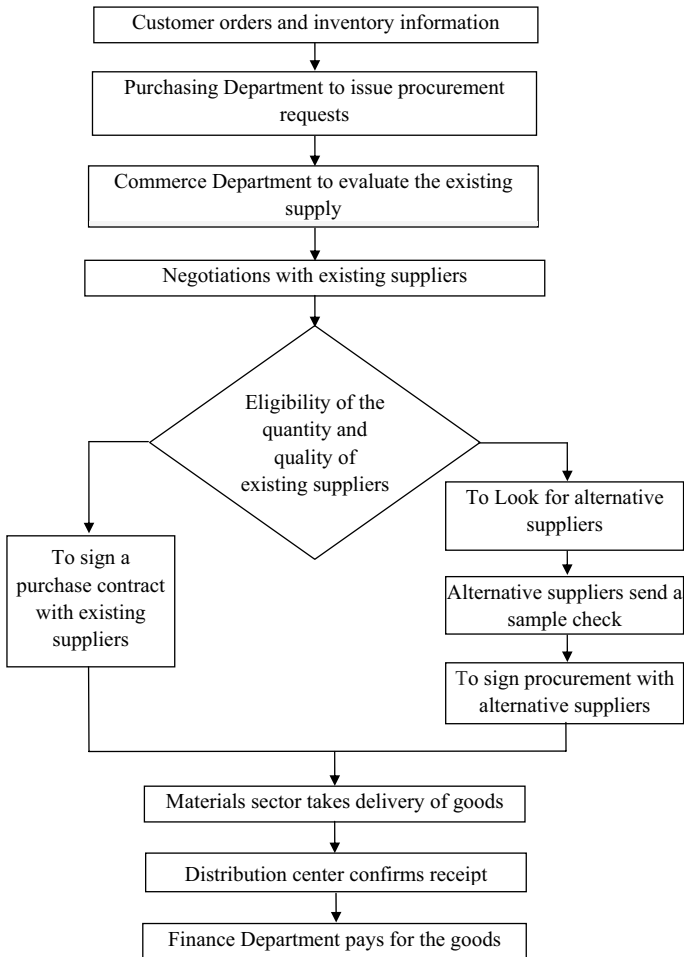 Customer orders and inventory information
Purchasing Department to issue procurement
requests
Commerce Department to evaluate the existing
supply
Negotiations with existing suppliers
Eligibility of the
quantity and
quality of
existing suppliers
To sign a
purchase contract
with existing
suppliers
To Look for alternative
suppliers
Alternative suppliers send a
sample check
To sign procurement with
alternative suppliers
Materials sector takes delivery of goods
Distribution center confirms receipt
Finance Department pays for the goods